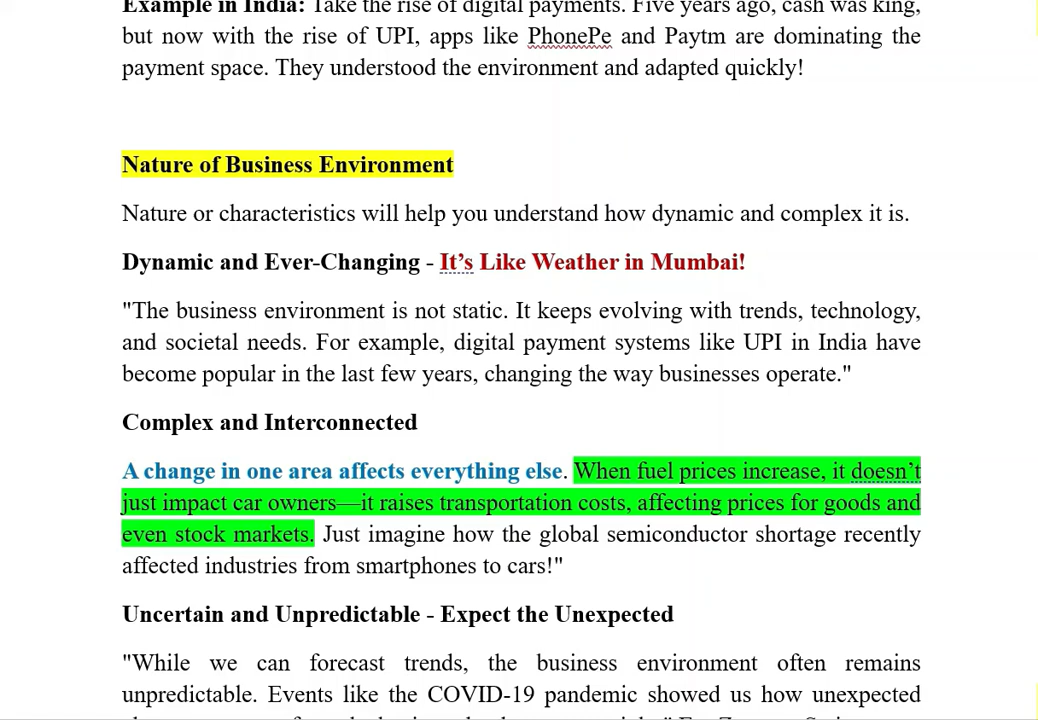 Example in India: Take the rise of digital payments. Five years ago, cash was king,
but now with the rise of UPI, apps like PhonePe and Paytm are dominating the
payment space. They understood the environment and adapted quickly!
Nature of Business Environment
Nature or characteristics will help you understand how dynamic and complex it is.
Dynamic and Ever-Changing - It’s Like Weather in Mumbai!
"The business environment is not static. It keeps evolving with trends, technology,
and societal needs. For example, digital payment systems like UPI in India have
become popular in the last few years, changing the way businesses operate."
Complex and Interconnected
A change in one area affects everything else. When fuel prices increase, it doesn’t
just impact car owners—it raises transportation costs, affecting prices for goods and
even stock markets. Just imagine how the global semiconductor shortage recently
affected industries from smartphones to cars!"
Uncertain and Unpredictable - Expect the Unexpected
"While we can forecast trends, the business environment often remains
unpredictable. Events like the COVID-19 pandemic showed us how unexpected